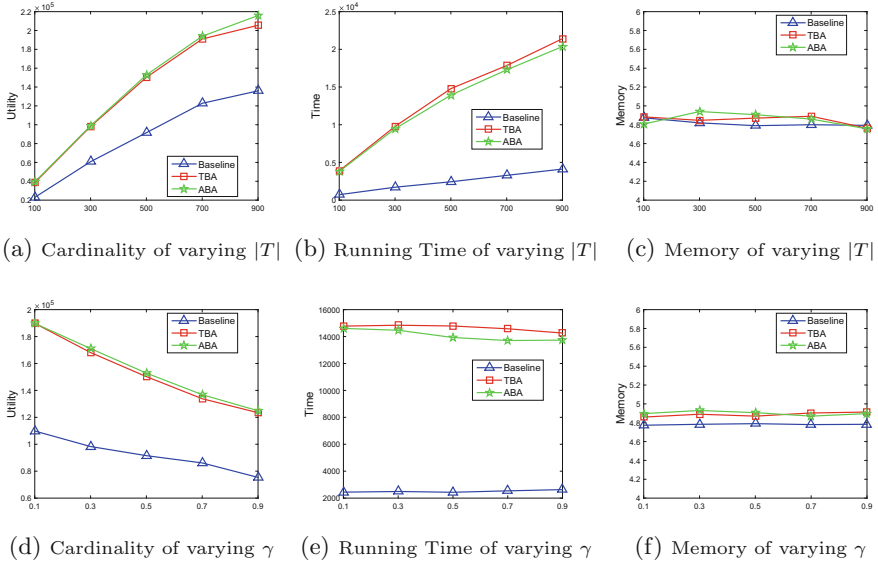 × 10^5
2.2
2
1.8
1.6
1.4
1.2
1
0.8
0.6
0.4
0.2
Utility
Baseline
TBA
ABA
100 300 500 700 900
(a) Cardinality of varying |T|
× 10^4
2.5
2
1.5
1
0.5
0
Time
Baseline
TBA
ABA
100 300 500 700 900
(b) Running Time of varying |T|
6
5.8
5.6
5.4
5.2
5
4.8
4.6
4.4
4.2
4
Memory
Baseline
TBA
ABA
100 300 500 700 900
(c) Memory of varying |T|
× 10^5
2
1.8
1.6
1.4
1.2
1
0.8
0.6
Utility
Baseline
TBA
ABA
0.1 0.3 0.5 0.7 0.9
(d) Cardinality of varying γ
16000
14000
12000
10000
8000
6000
4000
2000
Time
Baseline
TBA
ABA
0.1 0.3 0.5 0.7 0.9
(e) Running Time of varying γ
6
5.8
5.6
5.4
5.2
5
4.8
4.6
4.4
4.2
4
Memory
Baseline
TBA
ABA
0.1 0.3 0.5 0.7 0.9
(f) Memory of varying γ